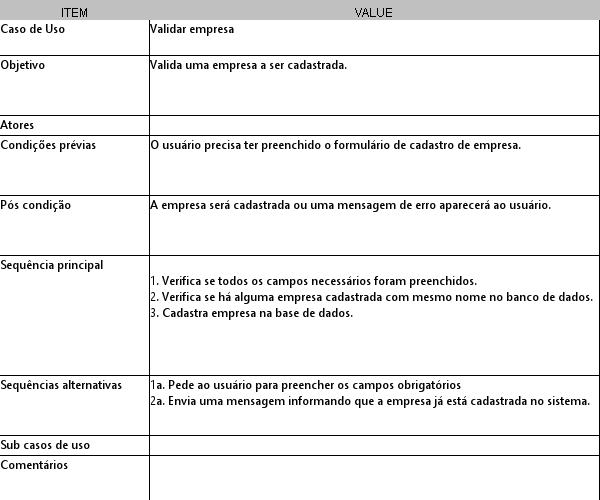 ITEM VALUE
Caso de Uso Validar empresa
Objetivo Valida uma empresa a ser cadastrada.
Atores
Condições prévias O usuário precisa ter preenchido o formulário de cadastro de empresa.
Pós condição A empresa será cadastrada ou uma mensagem de erro aparecerá ao usuário.
Sequência principal
1. Verifica se todos os campos necessários foram preenchidos.
2. Verifica se há alguma empresa cadastrada com mesmo nome no banco de dados.
3. Cadastra empresa na base de dados.
Sequências alternativas 1a. Pede ao usuário para preencher os campos obrigatórios
2a. Envia uma mensagem informando que a empresa já está cadastrada no sistema.
Sub casos de uso
Comentários